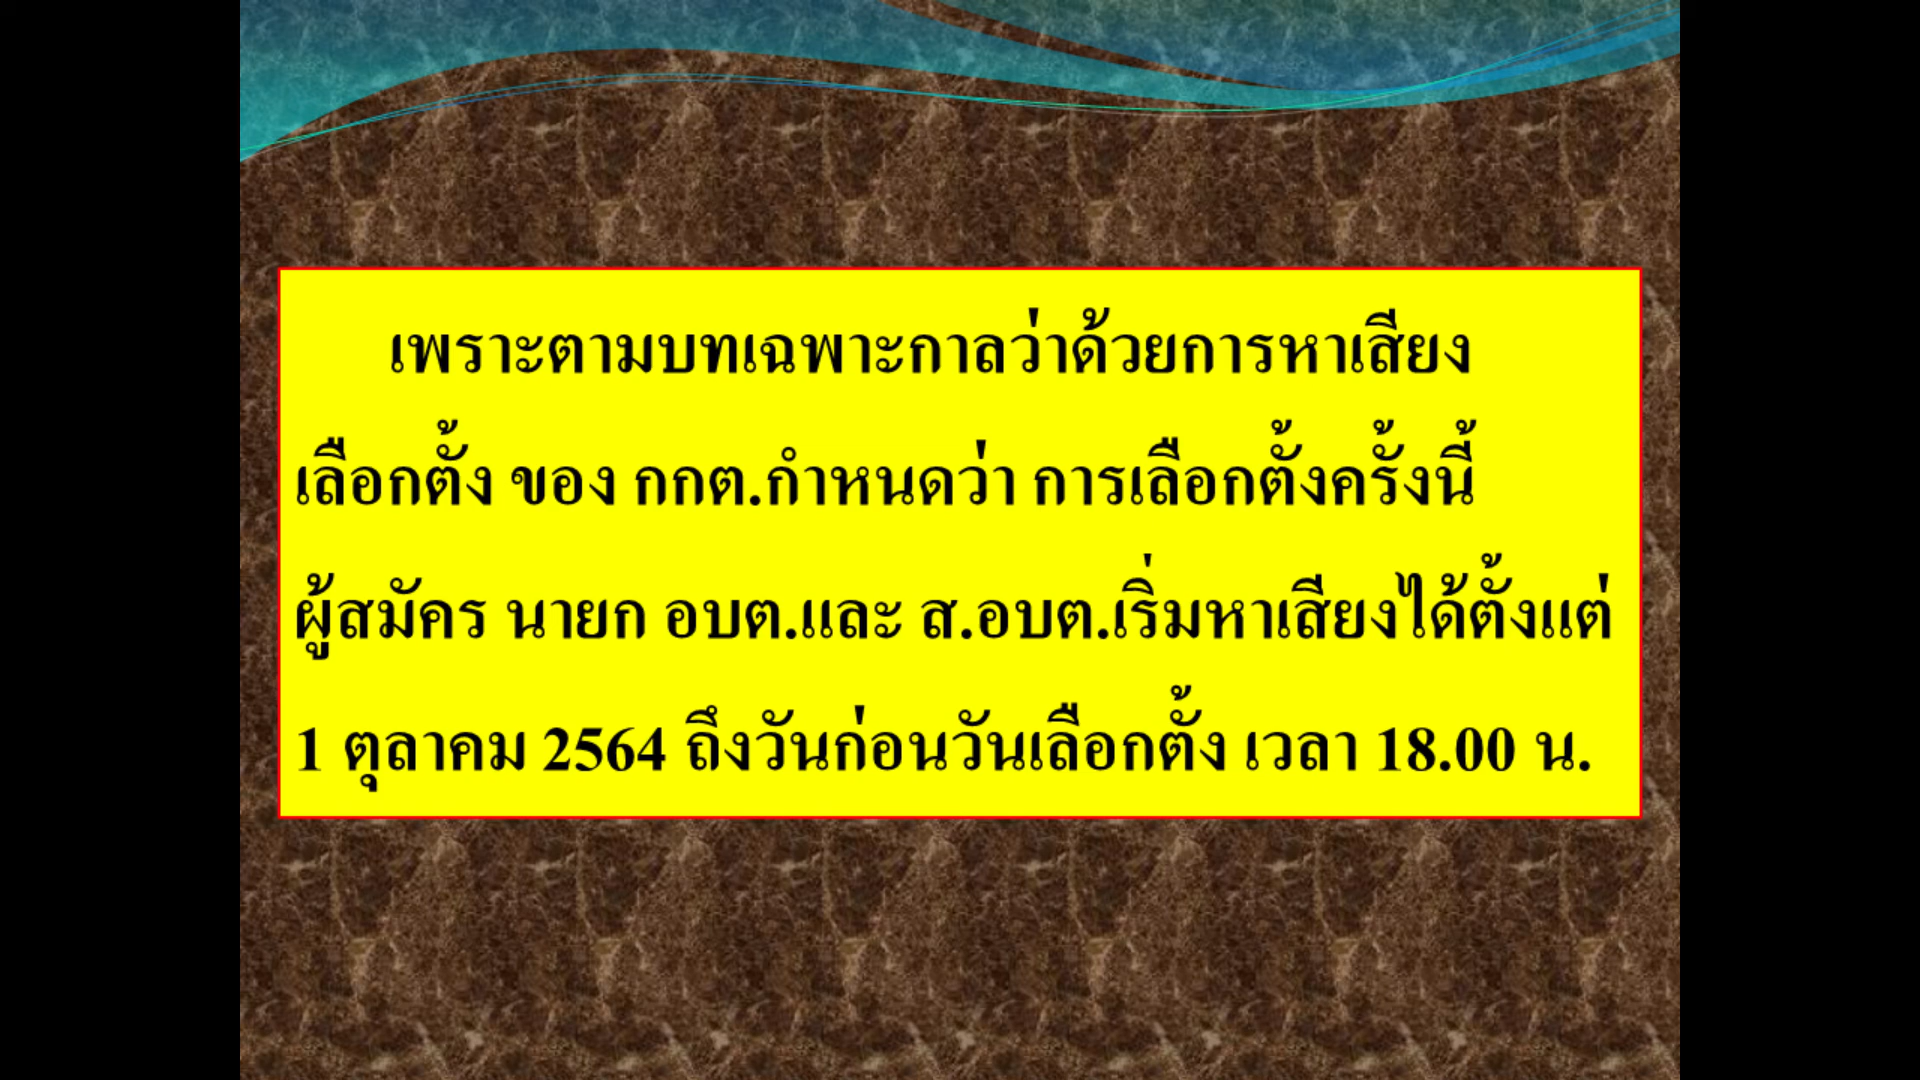 เพราะตามบทเฉพาะกาลว่าด้วยการหาเสียง
เลือกตั้ง ของ กกต.กำหนดว่า การเลือกตั้งครั้งนี้
ผู้สมัคร นายก อบต.และ ส.อบต.เริ่มหาเสียงได้ตั้งแต่
1 ตุลาคม 2564 ถึงวันก่อนวันเลือกตั้ง เวลา 18.00 น.